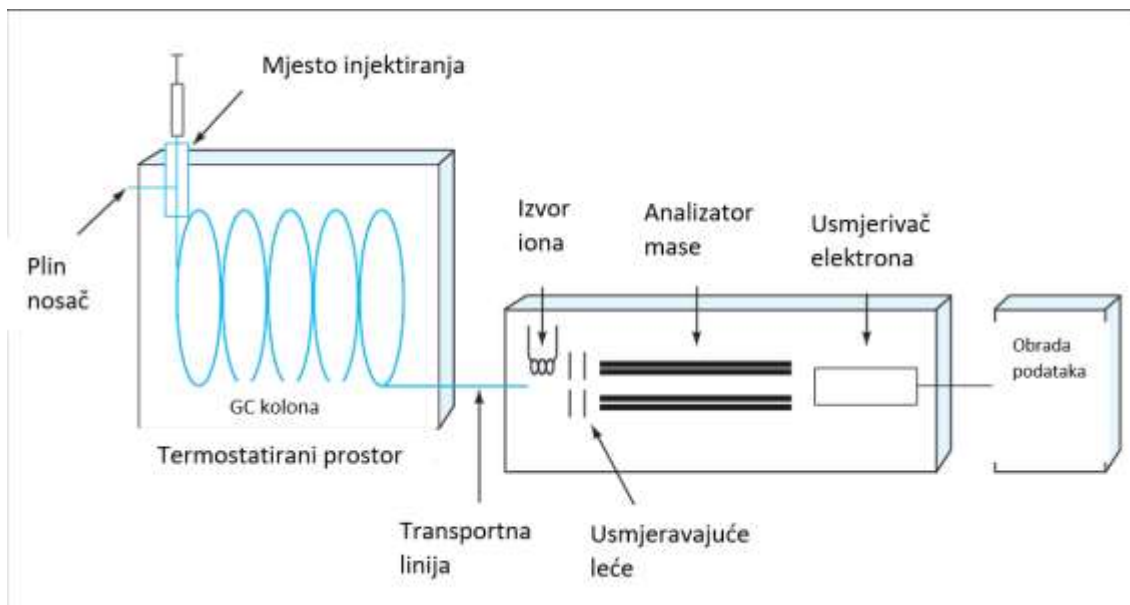 Mjesto injektiranja
Plin
nosač
GC kolona
Termostatirani prostor
Izvor
iona
Analizator
mase
Usmjerivač
elektrona
Obrada
podataka
Transportna
linija
Usmjeravajuće
leće